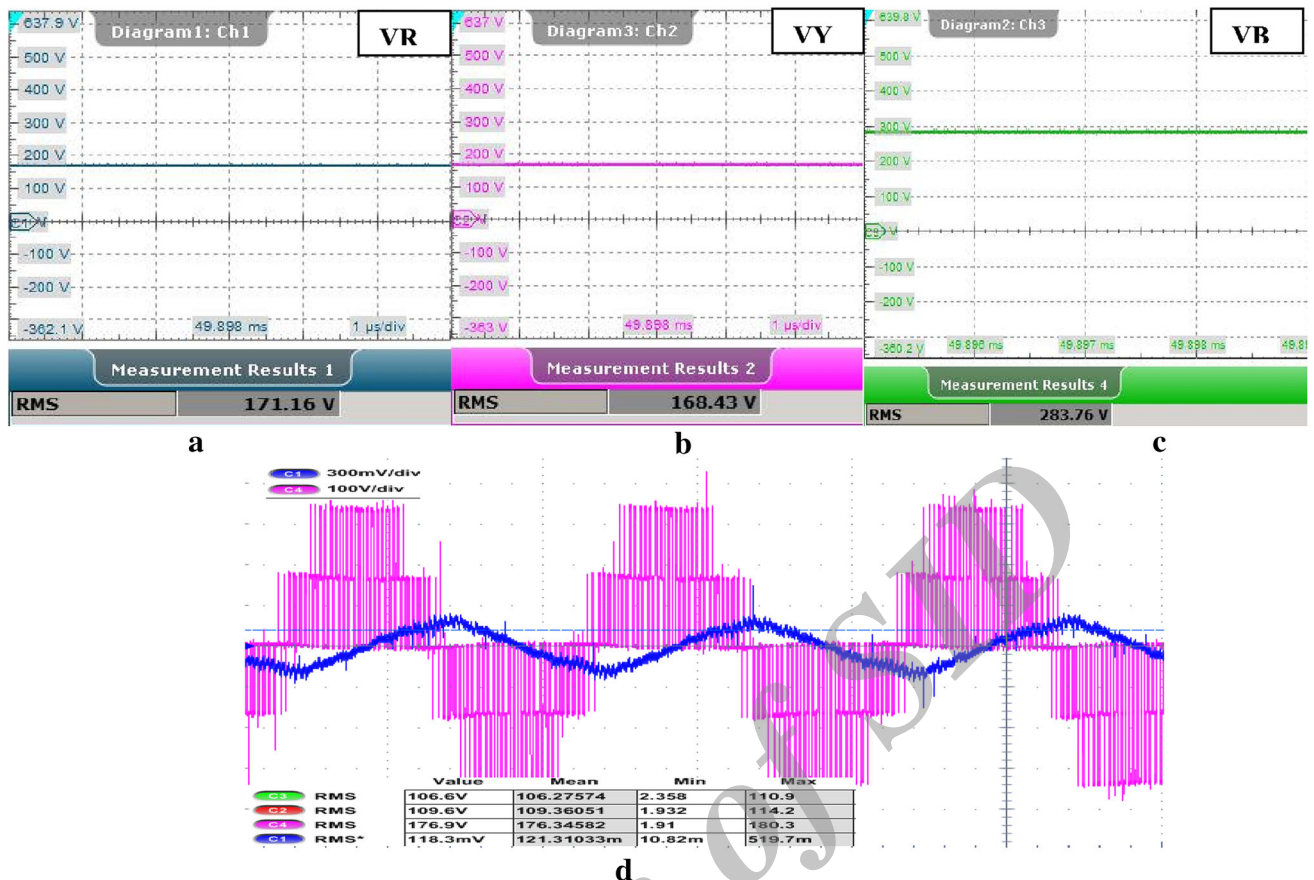 637.9 V
Diagram1: Ch1
VR
500 V
400 V
300 V
200 V
100 V
C1
-100 V
-200 V
-362.1 V
49.898 ms
1 µs/div
Measurement Results 1
RMS 171.16 V
a
637 V
Diagram3: Ch2
VY
500 V
400 V
300 V
200 V
100 V
C2
-100 V
-200 V
-363 V
49.898 ms
1 µs/div
Measurement Results 2
RMS 168.43 V
b
639.8 V
Diagram2: Ch3
VB
500 V
400 V
300 V
200 V
100 V
V
-100 V
-200 V
-360.2 V
49.896 ms
49.897 ms
49.898 ms
Measurement Results 4
RMS 283.76 V
c
C1 300mV/div
C4 100V/div
Value Mean Min Max
C3 RMS 106.6V 106.27574 2.358 110.9
C2 RMS 109.6V 109.36051 1.932 114.2
C4 RMS 176.9V 176.34582 1.91 180.3
C1 RMS* 118.3mV 121.31033m 10.82m 519.7m
of SID
d